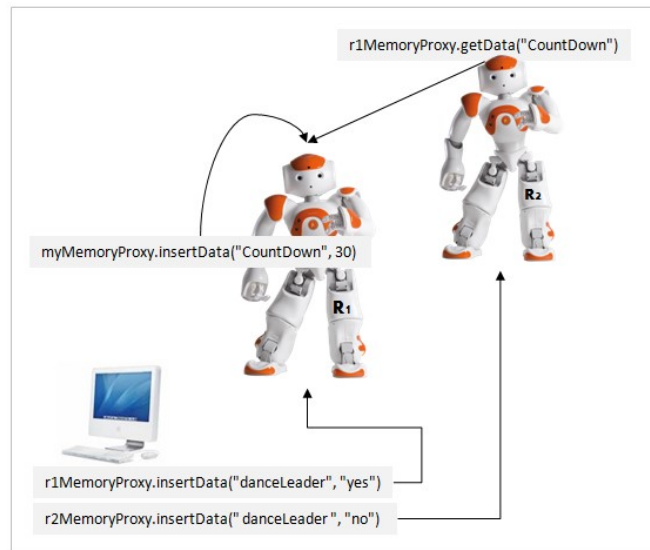 r1MemoryProxy.getData("CountDown")
R2
myMemoryProxy.insertData("CountDown", 30)
R1
r1MemoryProxy.insertData("danceLeader", "yes")
r2MemoryProxy.insertData(" danceLeader ", "no")